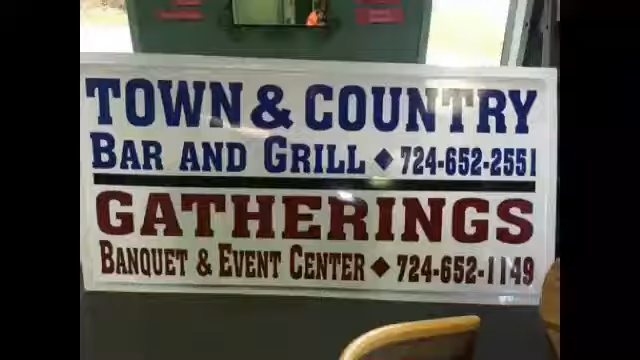 TOWN & COUNTRY
BAR AND GRILL ◆ 724-652-2551
GATHERINGS
BANQUET & EVENT CENTER ◆ 724-652-1149